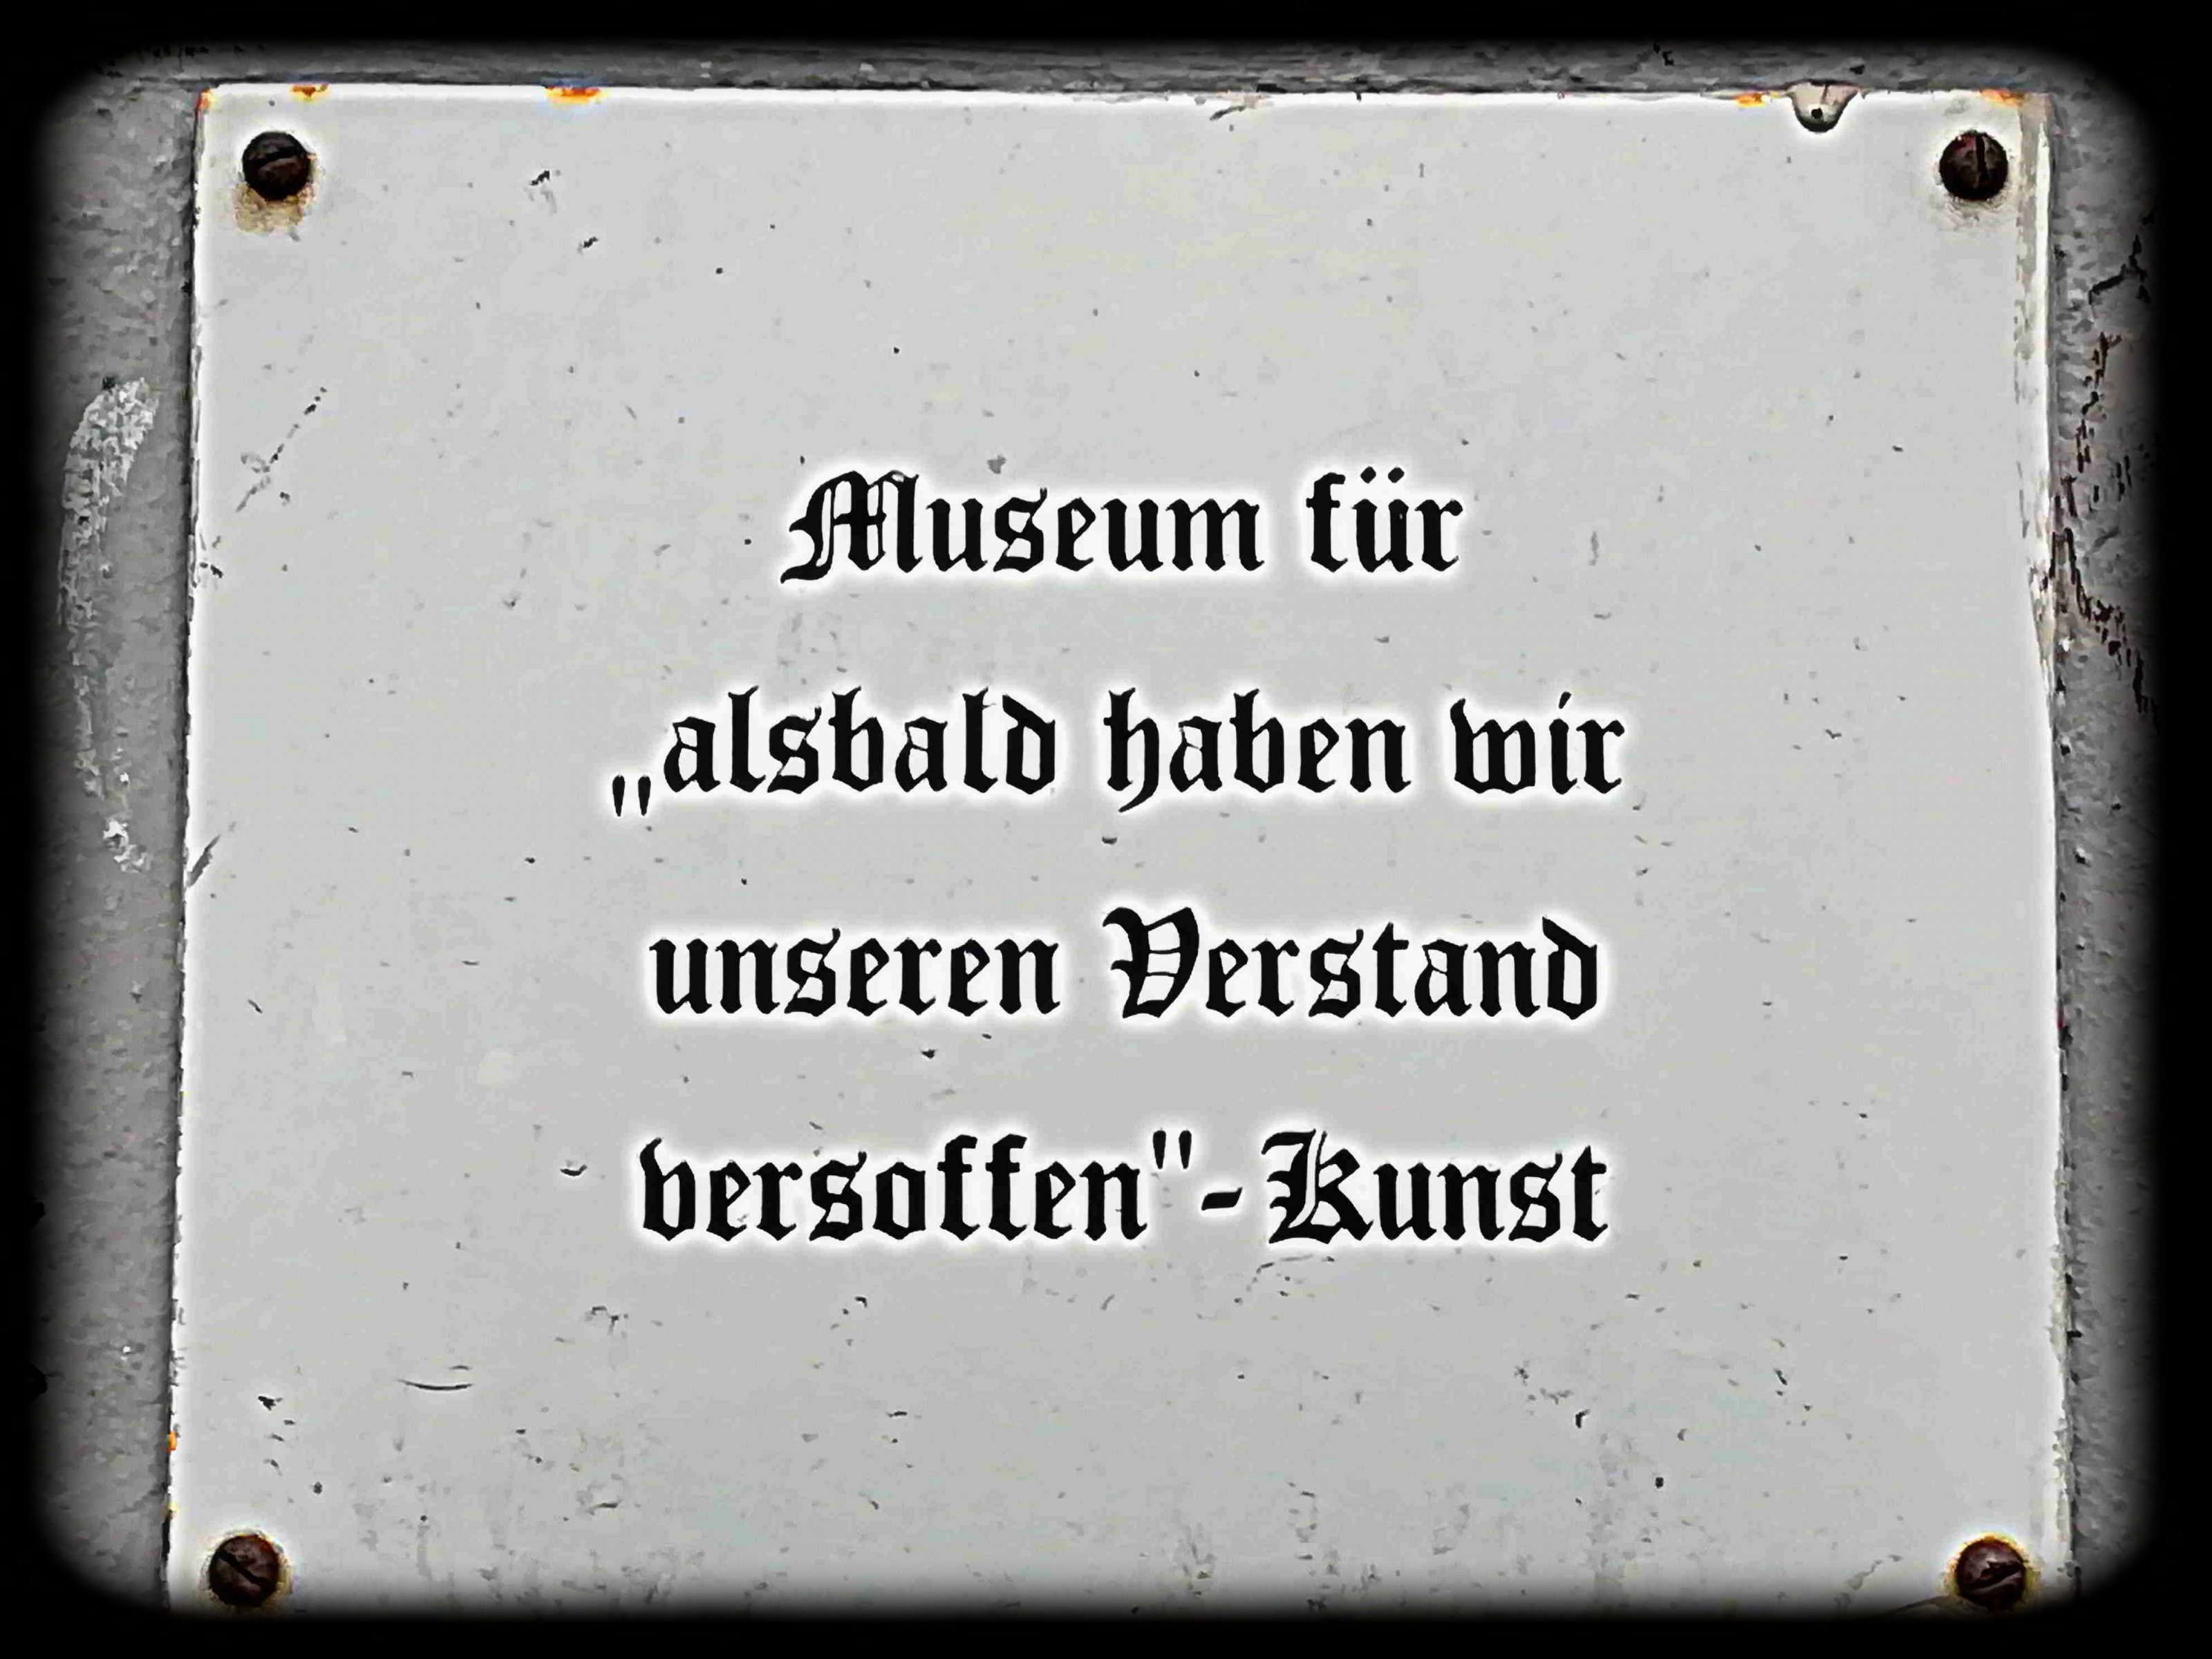 Museum für
„alsbald haben wir
unseren Verstand
versoffen"-Kunst